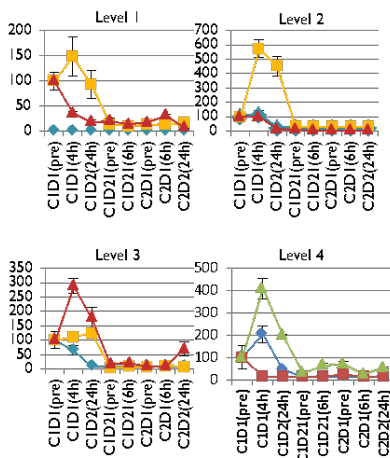 Level 1
200
150
100
50
0
C1D1(pre)
C1D1(4h)
C1D2(24h)
C1D21(pre)
C1D21(6h)
C2D1(pre)
C2D1(6h)
C2D2(24h)
Level 2
700
600
500
400
300
200
100
0
C1D1(pre)
C1D1(4h)
C1D2(24h)
C1D21(pre)
C1D21(6h)
C2D1(pre)
C2D1(6h)
C2D2(24h)
Level 3
350
300
250
200
150
100
50
0
C1D1(pre)
C1D1(4h)
C1D2(24h)
C1D21(pre)
C1D21(6h)
C2D1(pre)
C2D1(6h)
C2D2(24h)
Level 4
500
400
300
200
100
0
C1D1(pre)
C1D1(4h)
C1D2(24h)
C1D21(pre)
C1D21(6h)
C2D1(pre)
C2D1(6h)
C2D2(24h)